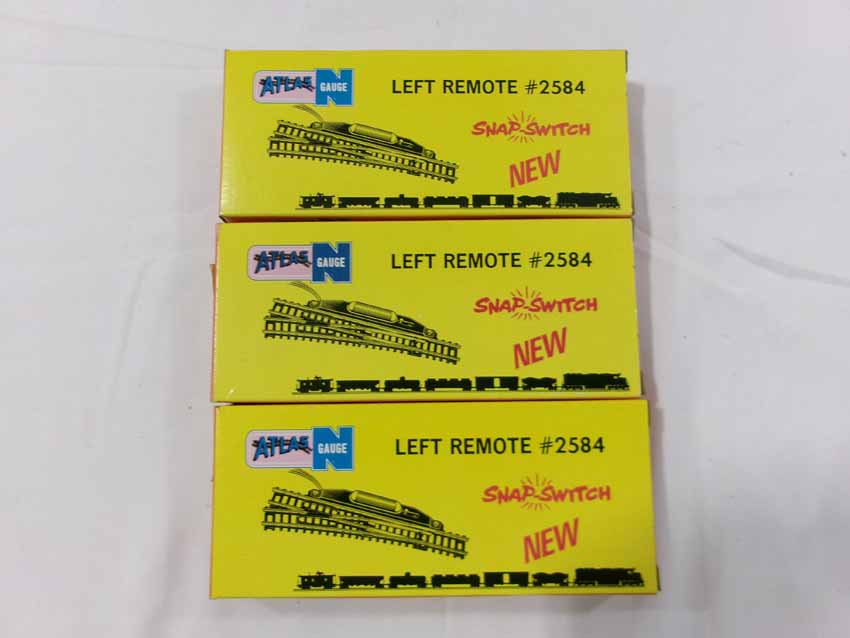 ATLAS N GAUGE LEFT REMOTE #2584
SNAP-SWITCH
NEW
ATLAS N GAUGE LEFT REMOTE #2584
SNAP-SWITCH
NEW
ATLAS N GAUGE LEFT REMOTE #2584
SNAP-SWITCH
NEW